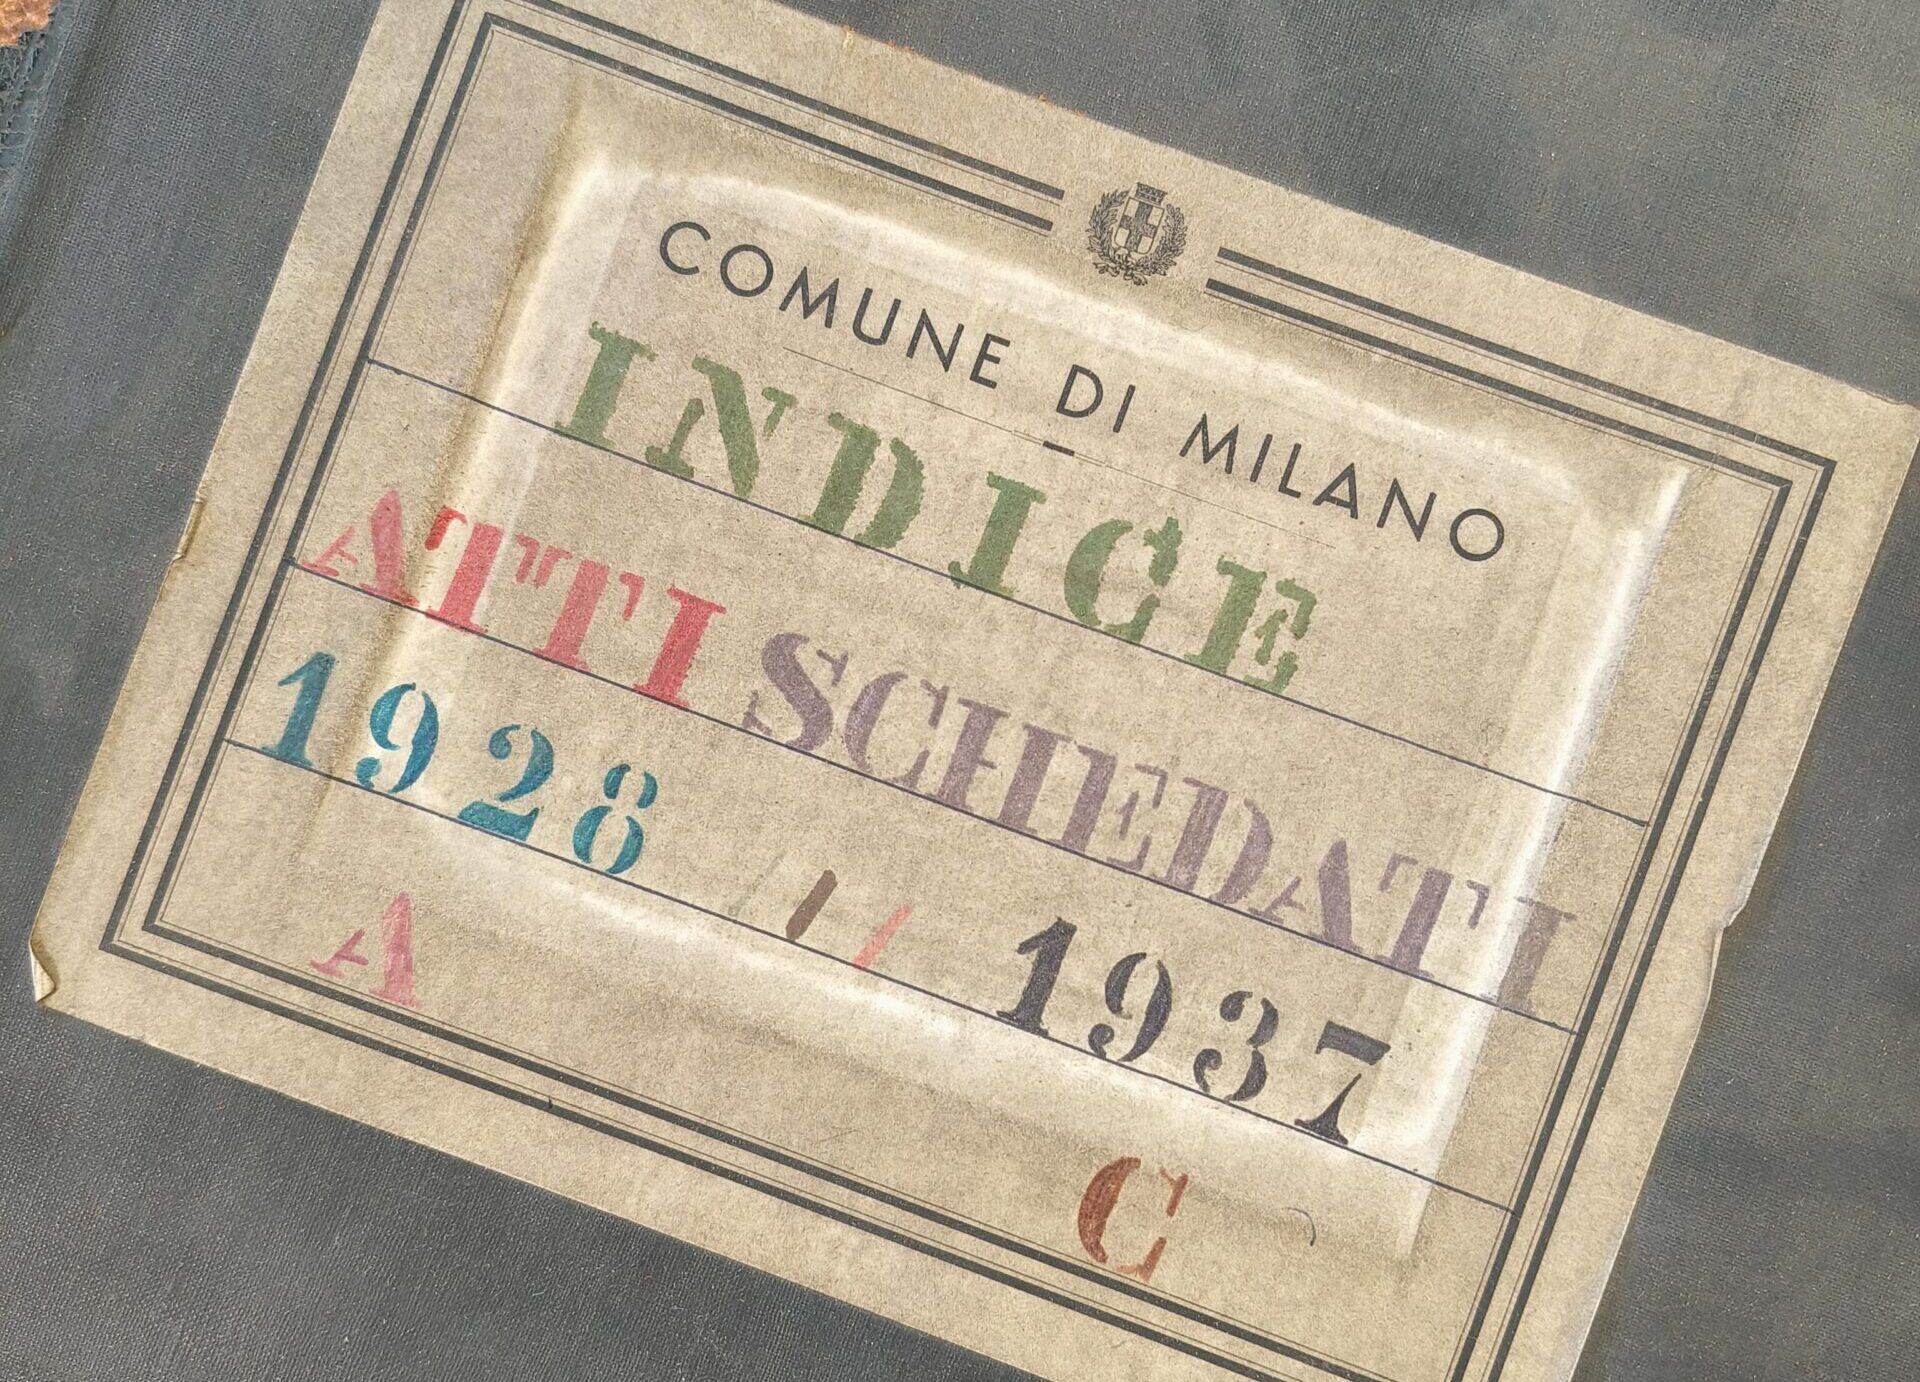 COMUNE DI MILANO
INDICE
ATTI SCHEDATI
1928 // 1937
A C